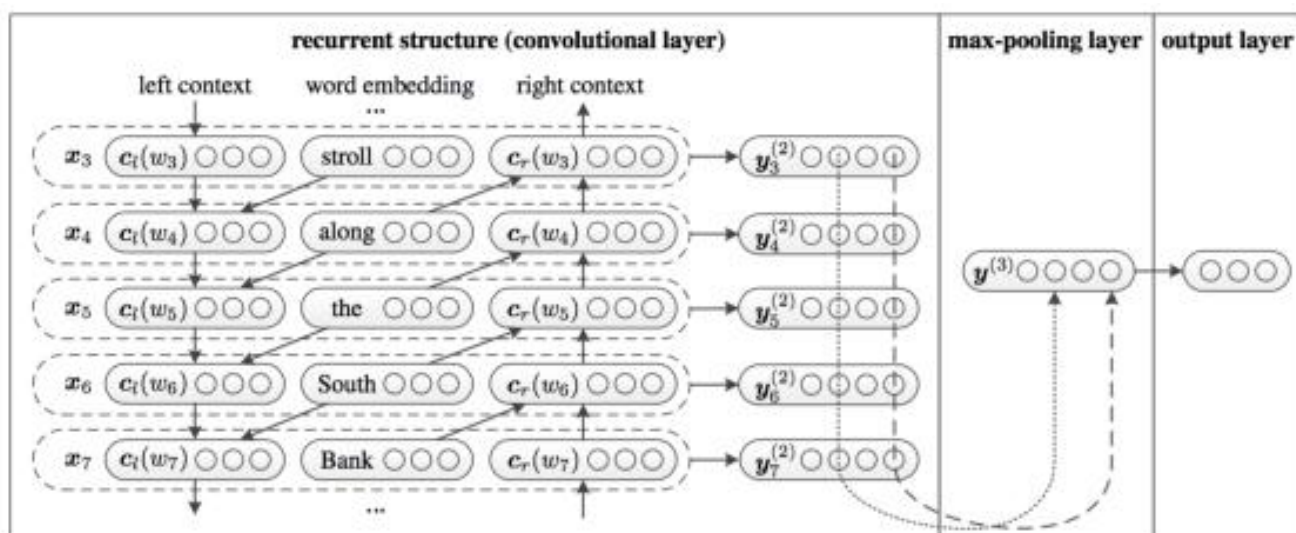 recurrent structure (convolutional layer) max-pooling layer output layer
left context word embedding right context
...
x₃ cₗ(w₃) stroll cᵣ(w₃) y₃⁽²⁾
x₄ cₗ(w₄) along cᵣ(w₄) y₄⁽²⁾
y⁽³⁾
x₅ cₗ(w₅) the cᵣ(w₅) y₅⁽²⁾
x₆ cₗ(w₆) South cᵣ(w₆) y₆⁽²⁾
x₇ cₗ(w₇) Bank cᵣ(w₇) y₇⁽²⁾
...